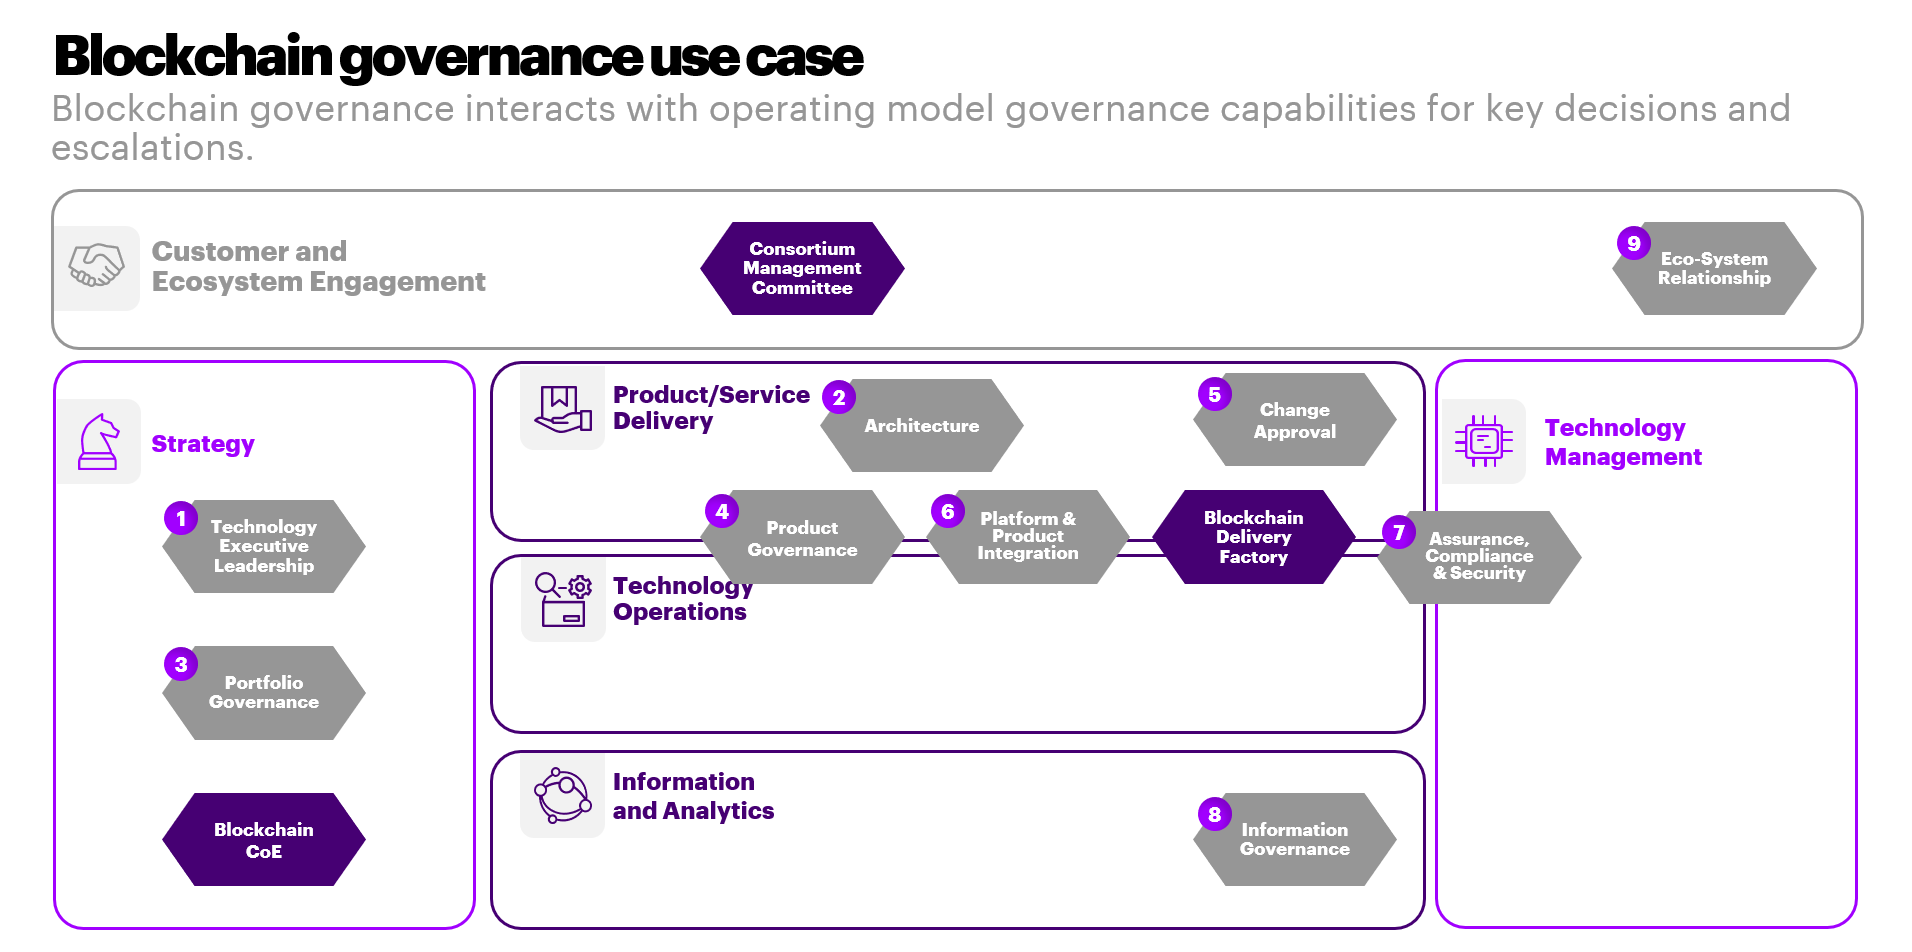 Blockchain governance use case
Blockchain governance interacts with operating model governance capabilities for key decisions and
escalations.
Customer and
Ecosystem Engagement
Consortium
Management
Committee
9
Eco-System
Relationship
Strategy
1
Technology
Executive
Leadership
3
Portfolio
Governance
Blockchain
CoE
Product/Service
Delivery
2
Architecture
5
Change
Approval
4
Product
Governance
6
Platform &
Product
Integration
Blockchain
Delivery
Factory
7
Assurance,
Compliance
& Security
Technology
Management
Technology
Operations
Information
and Analytics
8
Information
Governance